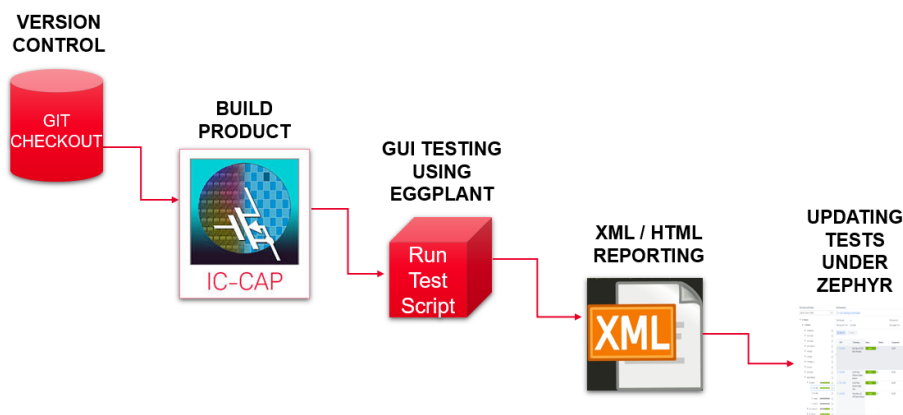 VERSION
CONTROL
GIT
CHECKOUT
BUILD
PRODUCT
IC-CAP
GUI TESTING
USING
EGGPLANT
Run
Test
Script
XML / HTML
REPORTING
XML
UPDATING
TESTS
UNDER
ZEPHYR